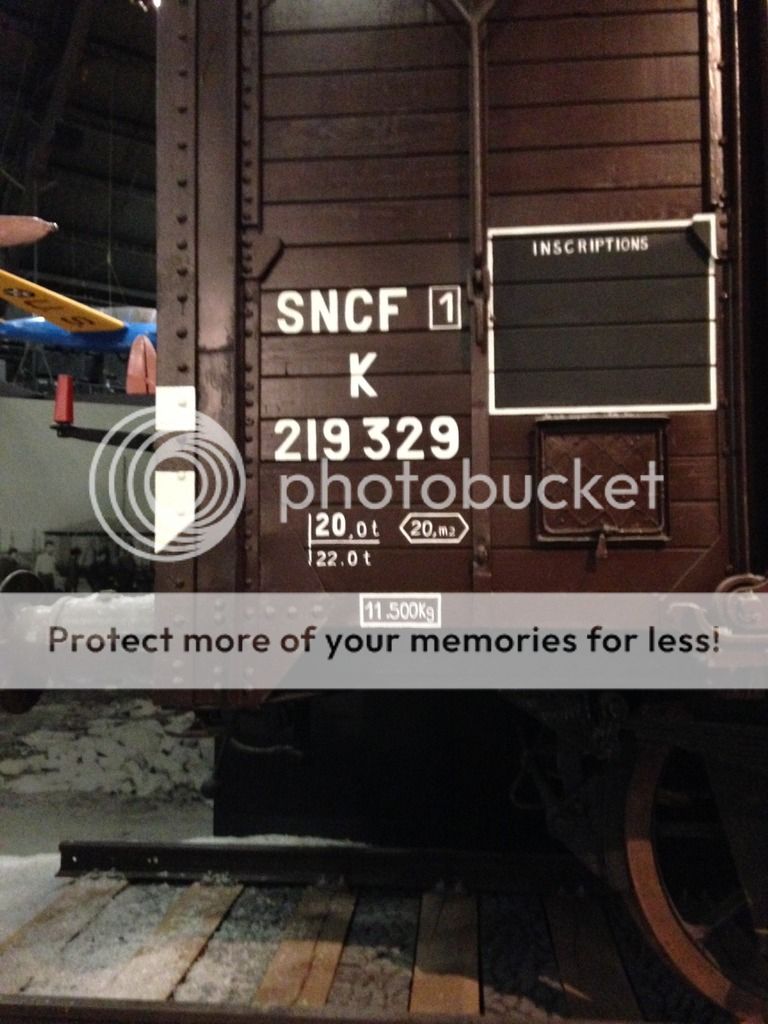 INSCRIPTIONS
SNCF 1
K
219 329
photobucket
20,0t 20,m2
22.0t
11.500Kg
Protect more of your memories for less!